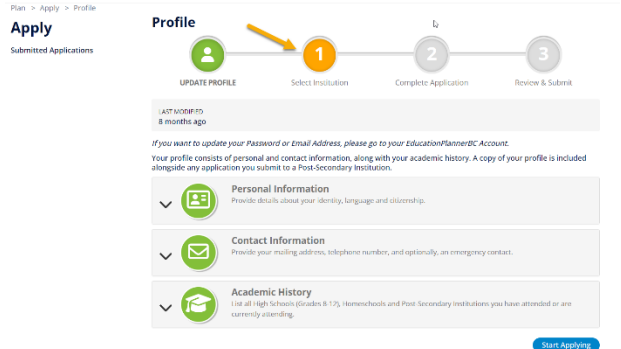 Plan > Apply > Profile
Apply
Submitted Applications
Profile
1
2
3
UPDATE PROFILE
Select Institution
Complete Application
Review & Submit
LAST MODIFIED
8 months ago
If you want to update your Password or Email Address, please go to your EducationPlannerBC Account.
Your profile consists of personal and contact information, along with your academic history. A copy of your profile is included
alongside any application you submit to a Post-Secondary Institution.
Personal Information
Provide details about your identity, language and citizenship.
Contact Information
Provide your mailing address, telephone number, and optionally, an emergency contact.
Academic History
List all High Schools (Grades 8-12), Homeschools and Post-Secondary Institutions you have attended or are
currently attending.
Start Applying